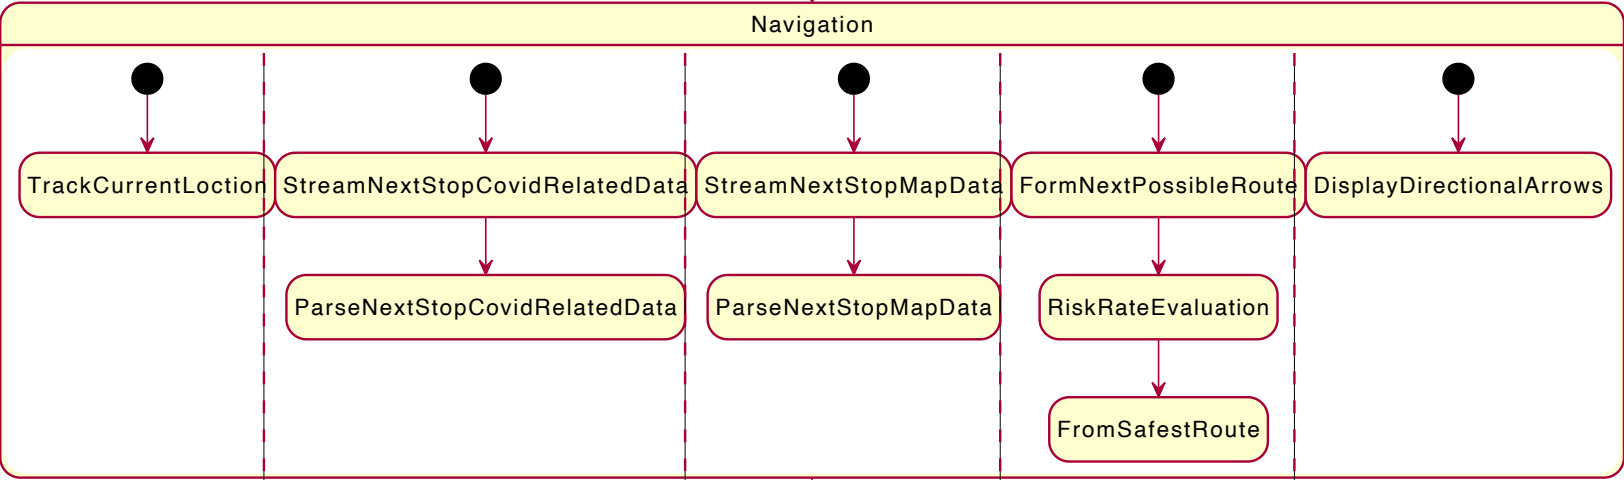 Navigation
TrackCurrentLoction
StreamNextStopCovidRelatedData
StreamNextStopMapData
FormNextPossibleRoute
DisplayDirectionalArrows
ParseNextStopCovidRelatedData
ParseNextStopMapData
RiskRateEvaluation
FromSafestRoute